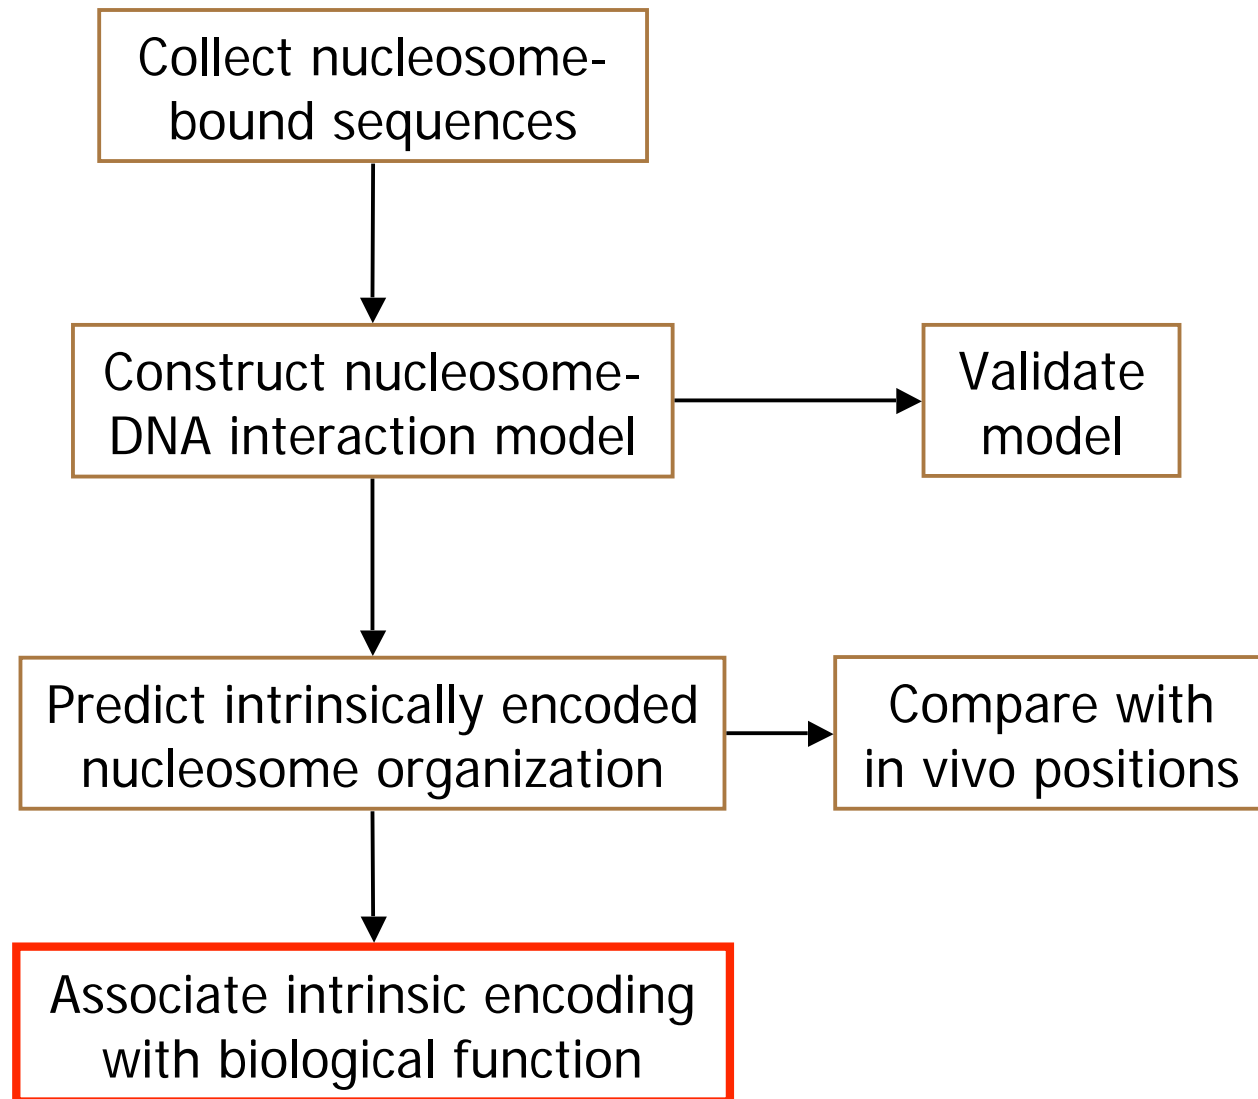 Collect nucleosome-
bound sequences
Construct nucleosome-
DNA interaction model
Validate
model
Predict intrinsically encoded
nucleosome organization
Compare with
in vivo positions
Associate intrinsic encoding
with biological function